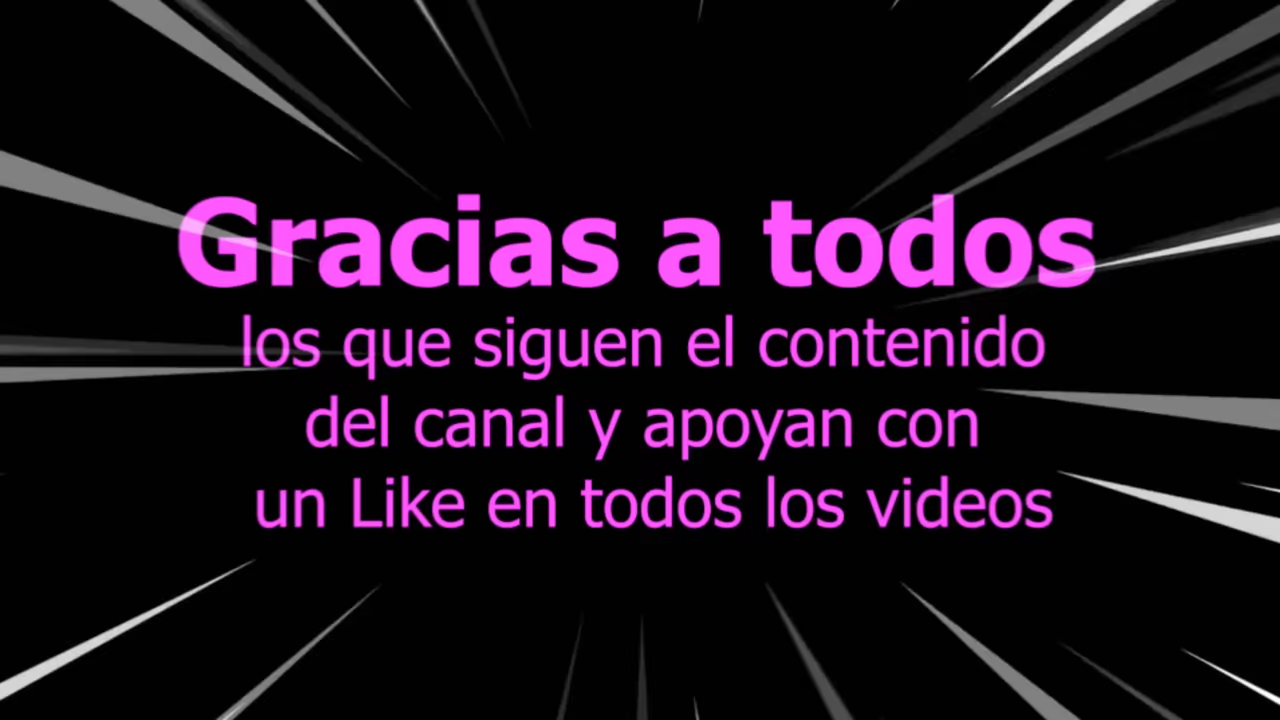 Gracias a todos
los que siguen el contenido
del canal y apoyan con
un Like en todos los videos